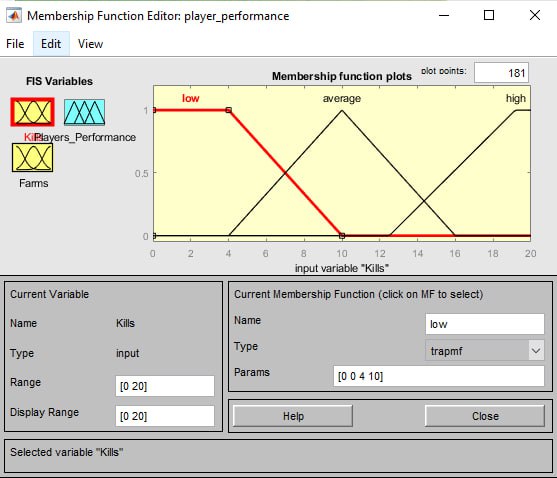 Membership Function Editor: player_performance
File Edit View
FIS Variables
Membership function plots
plot points:
181
Kills
Players_Performance
Farms
low
average
high
1
0.5
0
0 2 4 6 8 10 12 14 16 18 20
input variable "Kills"
Current Variable
Name Kills
Type input
Range [0 20]
Display Range [0 20]
Current Membership Function (click on MF to select)
Name low
Type trapmf
Params [0 0 4 10]
Help Close
Selected variable "Kills"